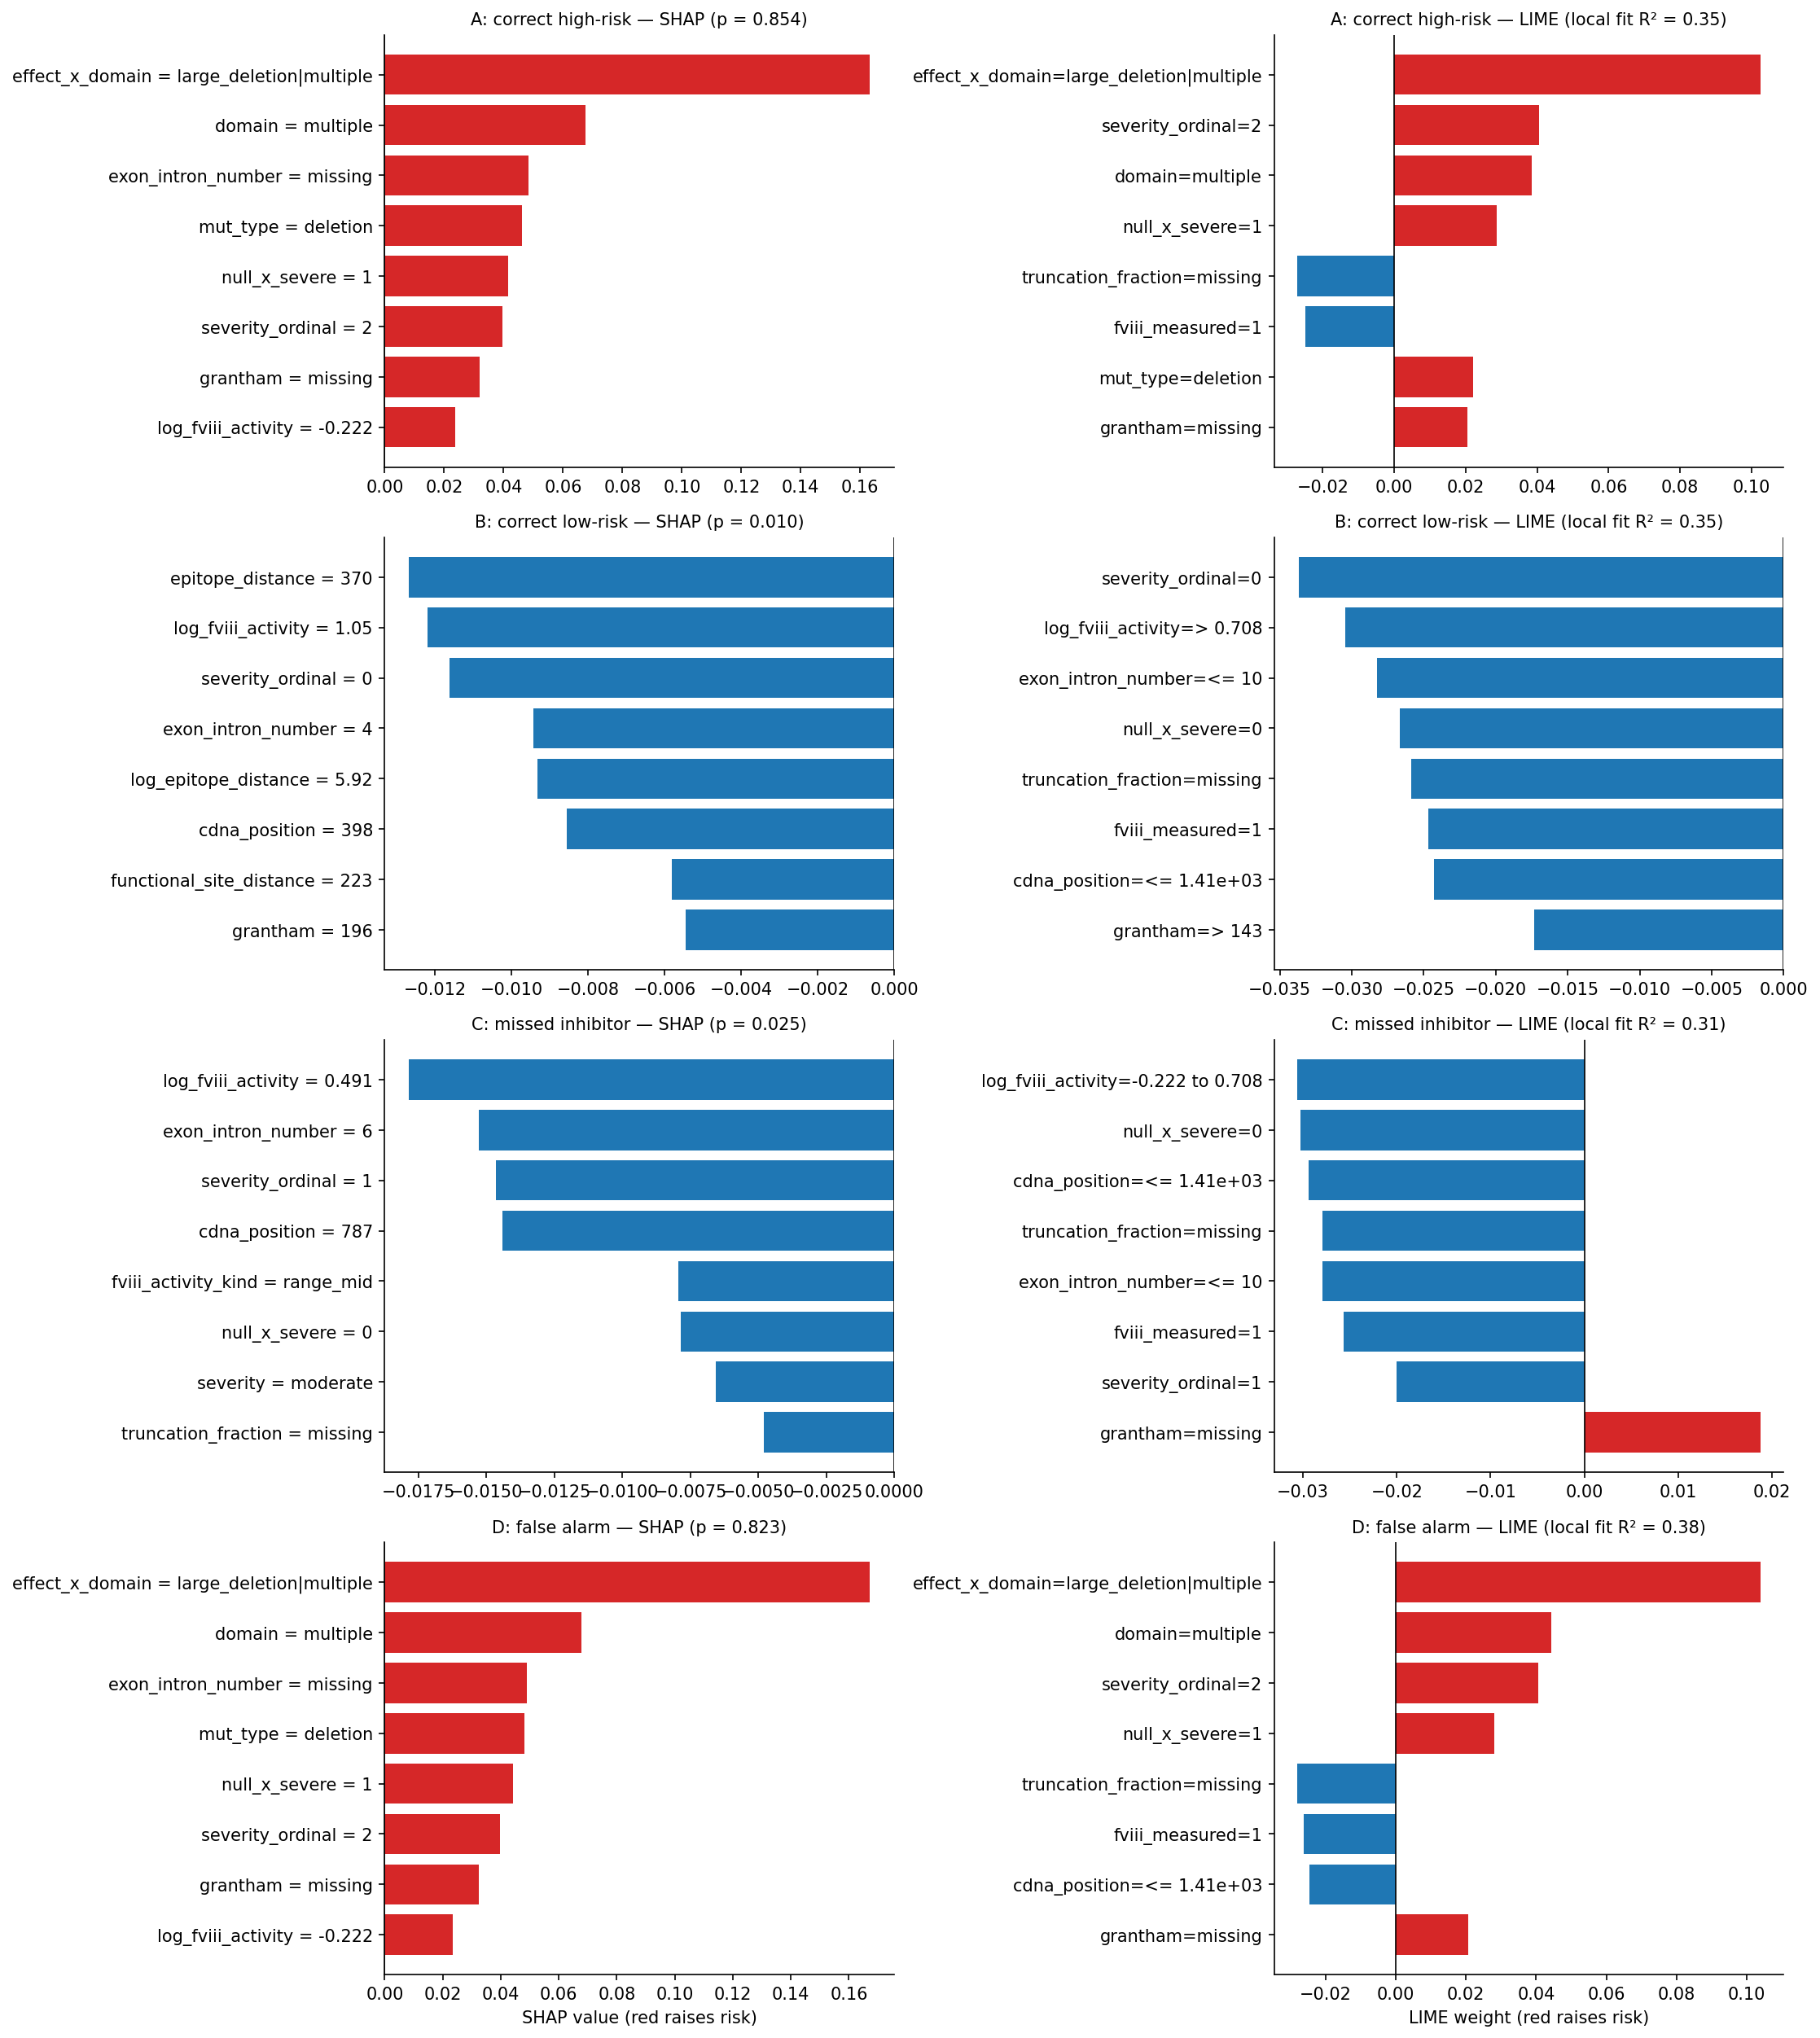 A: correct high-risk — SHAP (p = 0.854)
effect_x_domain = large_deletion|multiple
domain = multiple
exon_intron_number = missing
mut_type = deletion
null_x_severe = 1
severity_ordinal = 2
grantham = missing
log_fviii_activity = -0.222
0.00 0.02 0.04 0.06 0.08 0.10 0.12 0.14 0.16
A: correct high-risk — LIME (local fit R² = 0.35)
effect_x_domain=large_deletion|multiple
severity_ordinal=2
domain=multiple
null_x_severe=1
truncation_fraction=missing
fviii_measured=1
mut_type=deletion
grantham=missing
−0.02 0.00 0.02 0.04 0.06 0.08 0.10
B: correct low-risk — SHAP (p = 0.010)
epitope_distance = 370
log_fviii_activity = 1.05
severity_ordinal = 0
exon_intron_number = 4
log_epitope_distance = 5.92
cdna_position = 398
functional_site_distance = 223
grantham = 196
−0.012 −0.010 −0.008 −0.006 −0.004 −0.002 0.000
B: correct low-risk — LIME (local fit R² = 0.35)
severity_ordinal=0
log_fviii_activity=> 0.708
exon_intron_number=<= 10
null_x_severe=0
truncation_fraction=missing
fviii_measured=1
cdna_position=<= 1.41e+03
grantham=> 143
−0.035 −0.030 −0.025 −0.020 −0.015 −0.010 −0.005 0.000
C: missed inhibitor — SHAP (p = 0.025)
log_fviii_activity = 0.491
exon_intron_number = 6
severity_ordinal = 1
cdna_position = 787
fviii_activity_kind = range_mid
null_x_severe = 0
severity = moderate
truncation_fraction = missing
−0.0175 −0.0150 −0.0125 −0.0100 −0.0075 −0.0050 −0.0025 0.0000
C: missed inhibitor — LIME (local fit R² = 0.31)
log_fviii_activity=-0.222 to 0.708
null_x_severe=0
cdna_position=<= 1.41e+03
truncation_fraction=missing
exon_intron_number=<= 10
fviii_measured=1
severity_ordinal=1
grantham=missing
−0.03 −0.02 −0.01 0.00 0.01 0.02
D: false alarm — SHAP (p = 0.823)
effect_x_domain = large_deletion|multiple
domain = multiple
exon_intron_number = missing
mut_type = deletion
null_x_severe = 1
severity_ordinal = 2
grantham = missing
log_fviii_activity = -0.222
0.00 0.02 0.04 0.06 0.08 0.10 0.12 0.14 0.16
SHAP value (red raises risk)
D: false alarm — LIME (local fit R² = 0.38)
effect_x_domain=large_deletion|multiple
domain=multiple
severity_ordinal=2
null_x_severe=1
truncation_fraction=missing
fviii_measured=1
cdna_position=<= 1.41e+03
grantham=missing
−0.02 0.00 0.02 0.04 0.06 0.08 0.10
LIME weight (red raises risk)